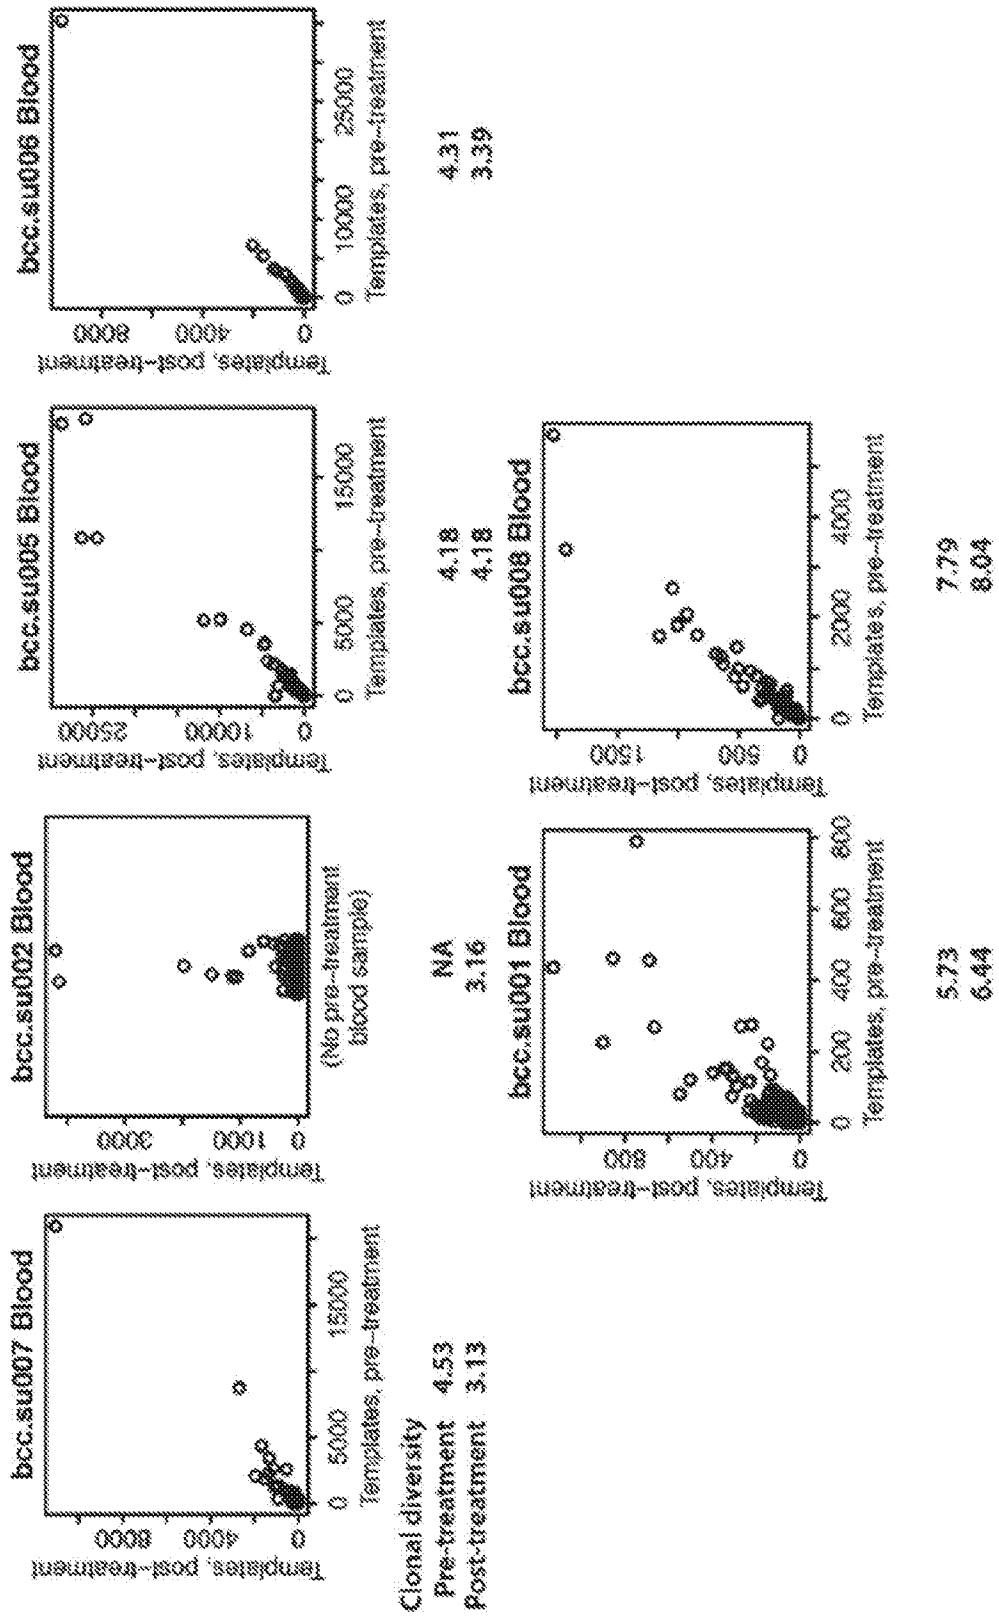 bcc.su007 Blood
Templates, post-treatment
8000
4000
0
0 5000 15000
Templates, pre-treatment
bcc.su002 Blood
Templates, post-treatment
3000
1000
0
(No pre-treatment
blood sample)
bcc.su005 Blood
Templates, post-treatment
25000
10000
0
0 5000 15000
Templates, pre-treatment
bcc.su006 Blood
Templates, post-treatment
8000
4000
0
0 10000 25000
Templates, pre-treatment
Clonal diversity
Pre-treatment 4.53 NA 4.18 4.31
Post-treatment 3.13 3.16 4.18 3.39
bcc.su001 Blood
Templates, post-treatment
800
400
0
0 200 400 600 800
Templates, pre-treatment
bcc.su008 Blood
Templates, post-treatment
1500
500
0
0 2000 4000
Templates, pre-treatment
5.73 7.79
6.44 8.04